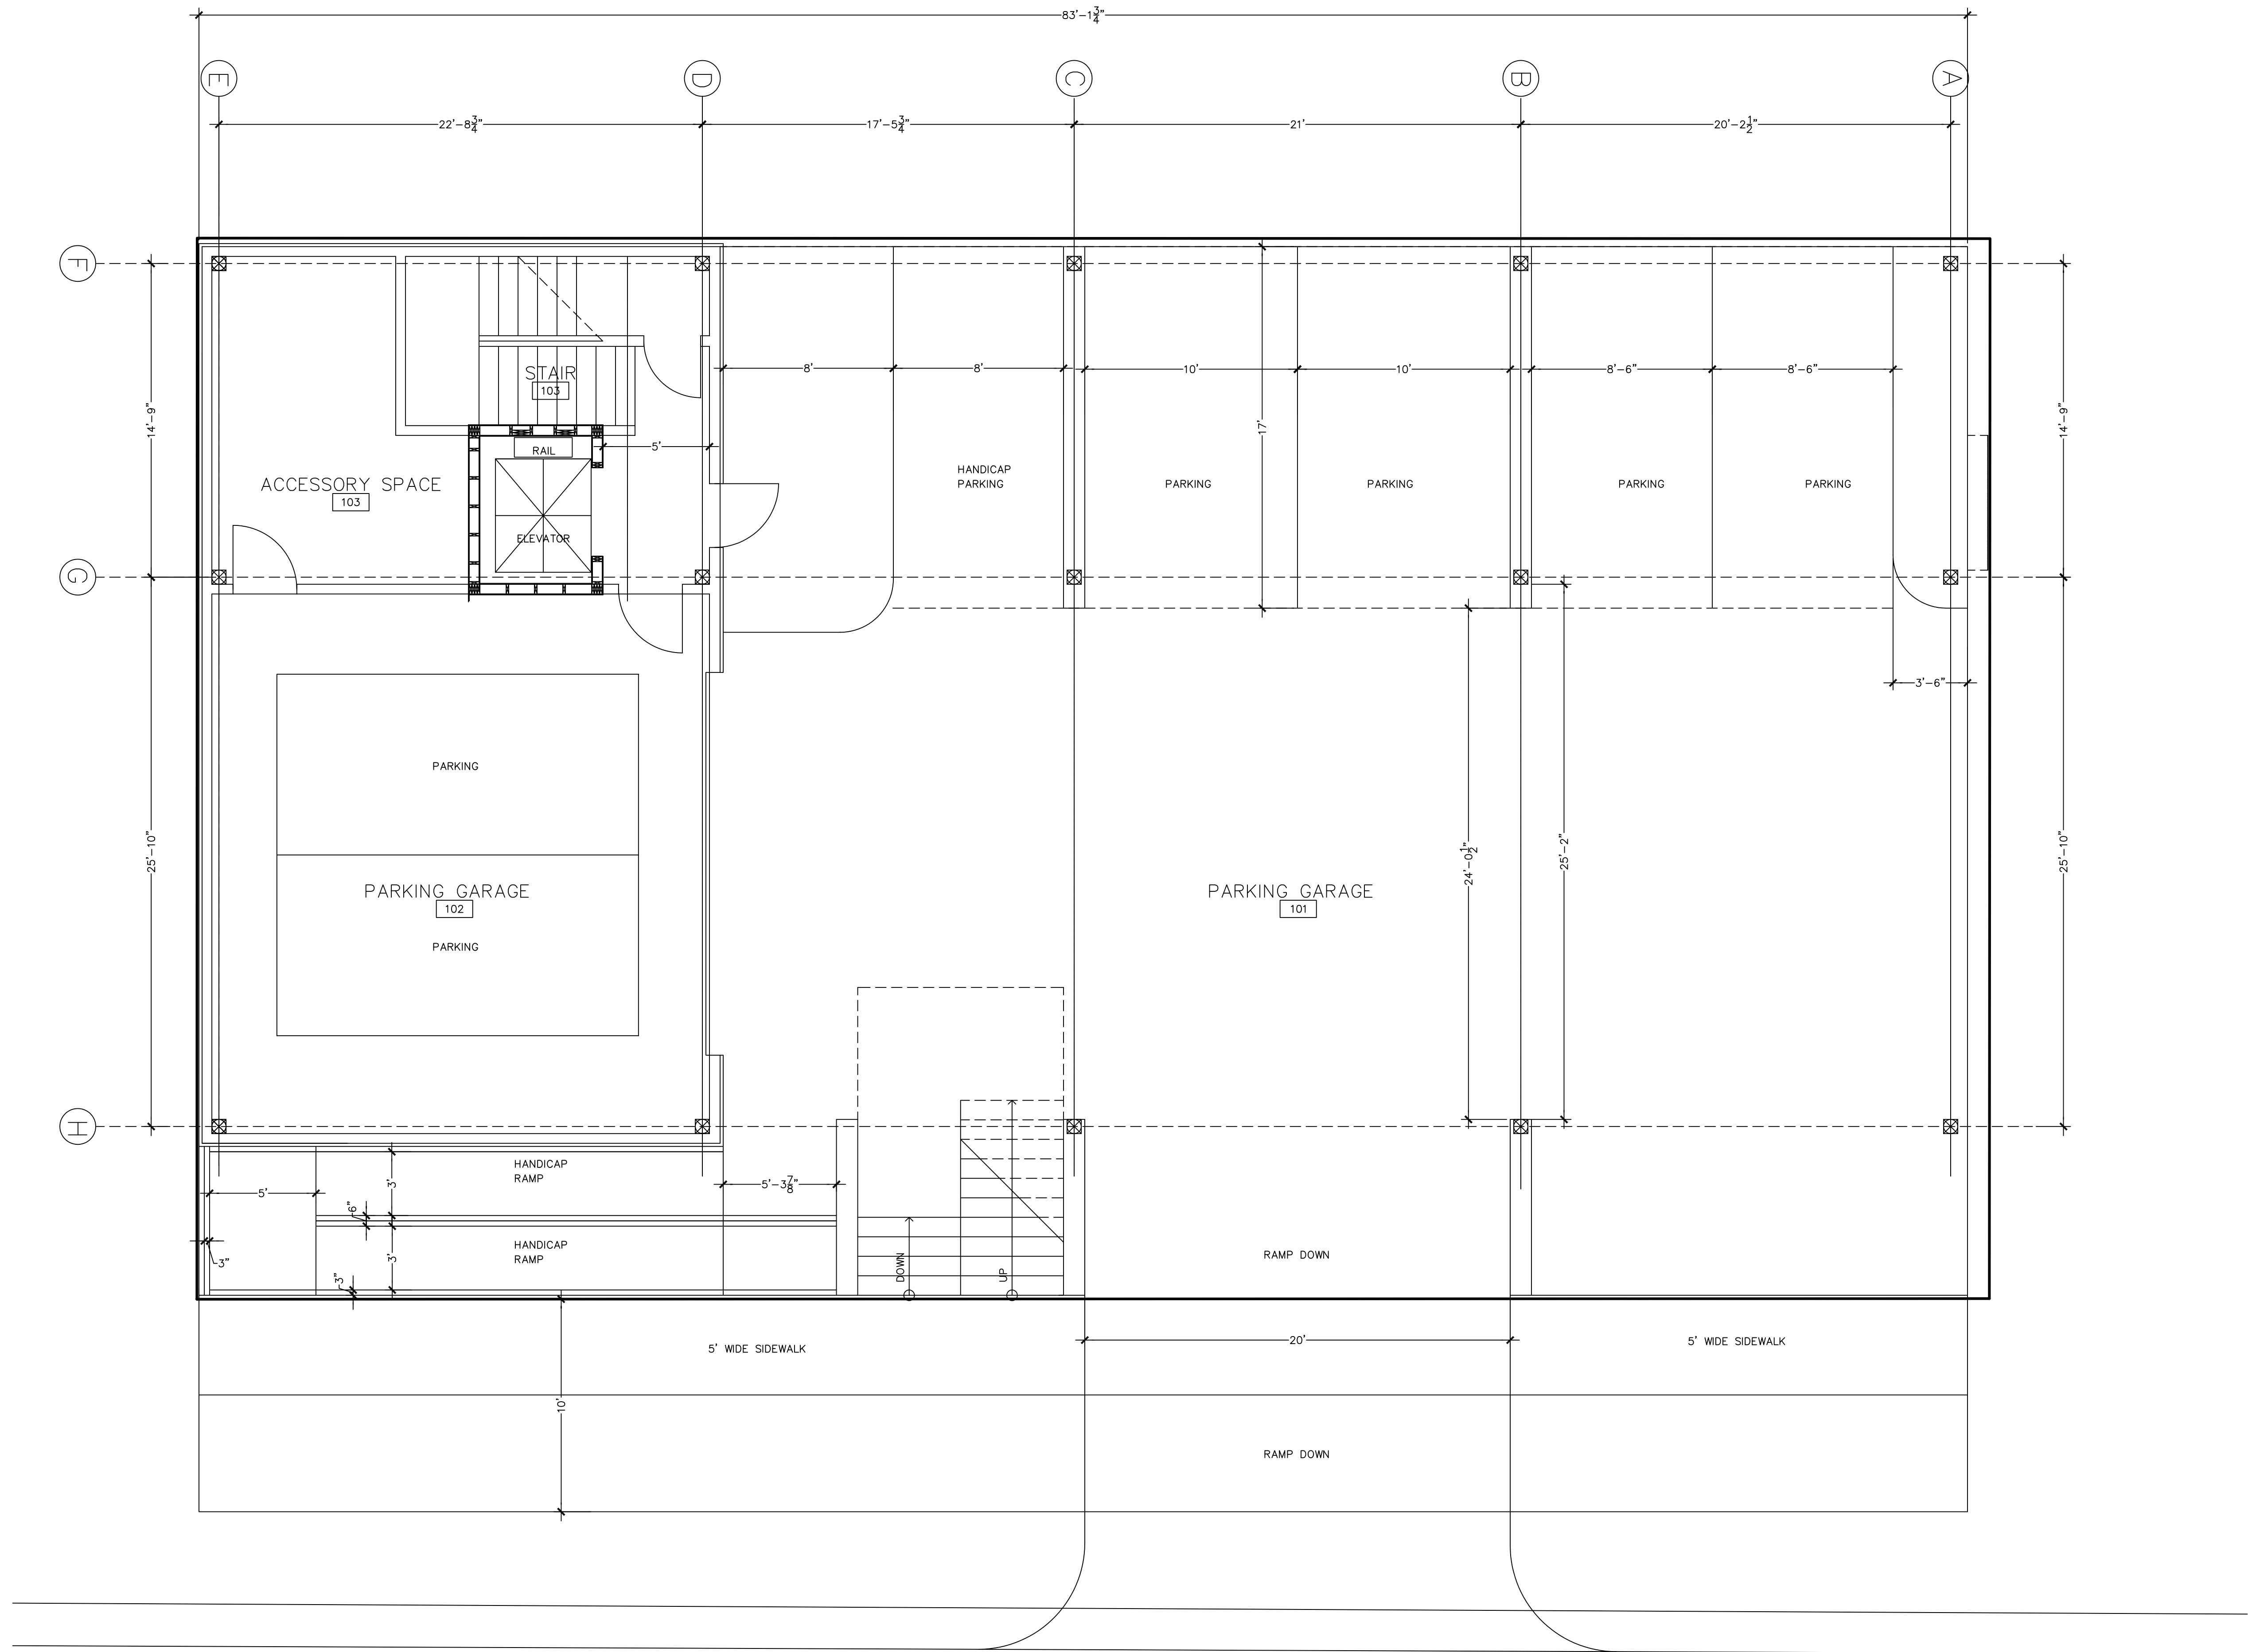 83'-1 3/4"
E
D
C
B
A
22'-8 3/4"
17'-5 3/4"
21'
20'-2 1/2"
F
8'
8'
10'
10'
8'-6"
8'-6"
STAIR
103
14'-9"
17'
14'-9"
5'
RAIL
HANDICAP
PARKING
PARKING
PARKING
PARKING
PARKING
ACCESSORY SPACE
103
ELEVATOR
G
3'-6"
PARKING
25'-10"
24'-0 1/2"
25'-2"
25'-10"
PARKING GARAGE
102
PARKING GARAGE
101
PARKING
H
HANDICAP
RAMP
5'
3'
6"
5'-3 7/8"
HANDICAP
RAMP
3"
3'
3"
DOWN
UP
RAMP DOWN
5' WIDE SIDEWALK
20'
5' WIDE SIDEWALK
10'
RAMP DOWN